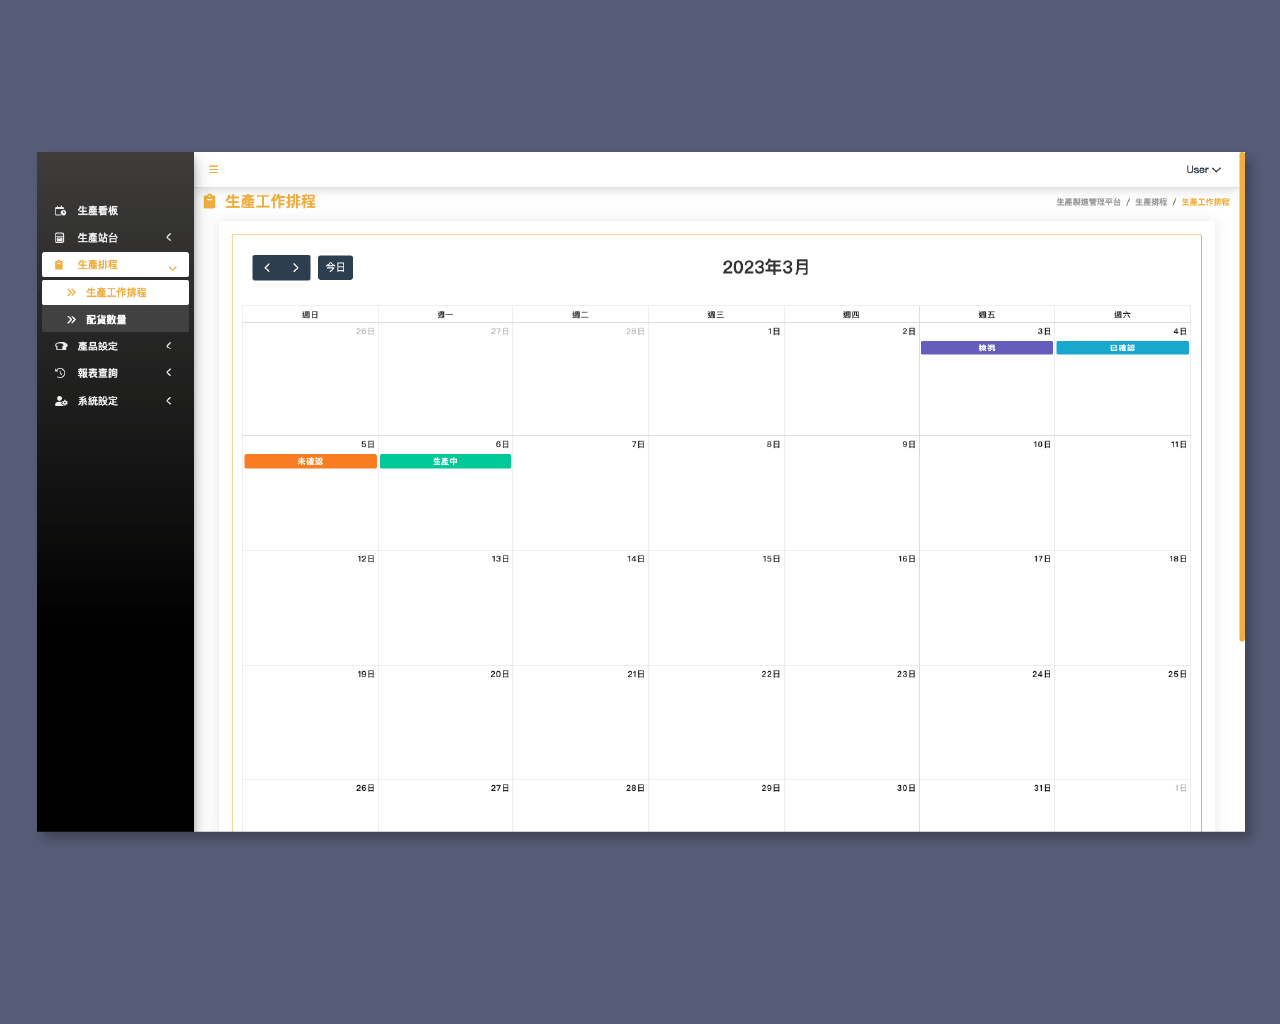 User
生產工作排程
生產製造管理平台 / 生產排程 / 生產工作排程
生產看板
生產站台
生產排程
生產工作排程
配貨數量
產品設定
報表查詢
系統設定
今日
2023年3月
週日 週一 週二 週三 週四 週五 週六
26日 27日 28日 1日 2日 3日 4日
檢視 已確認
5日 6日 7日 8日 9日 10日 11日
未確認 生產中
12日 13日 14日 15日 16日 17日 18日
19日 20日 21日 22日 23日 24日 25日
26日 27日 28日 29日 30日 31日 1日